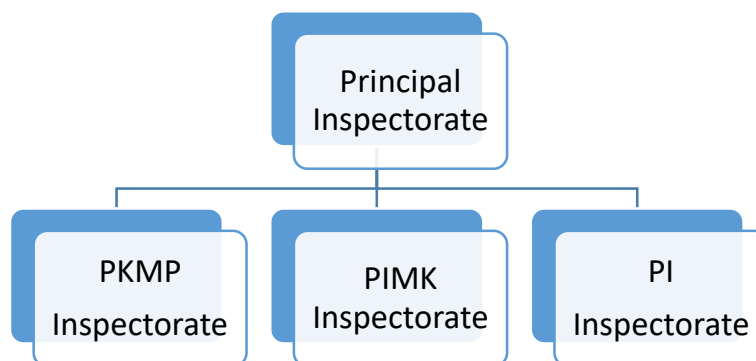 Principal
Inspectorate
PKMP
Inspectorate
PIMK
Inspectorate
PI
Inspectorate